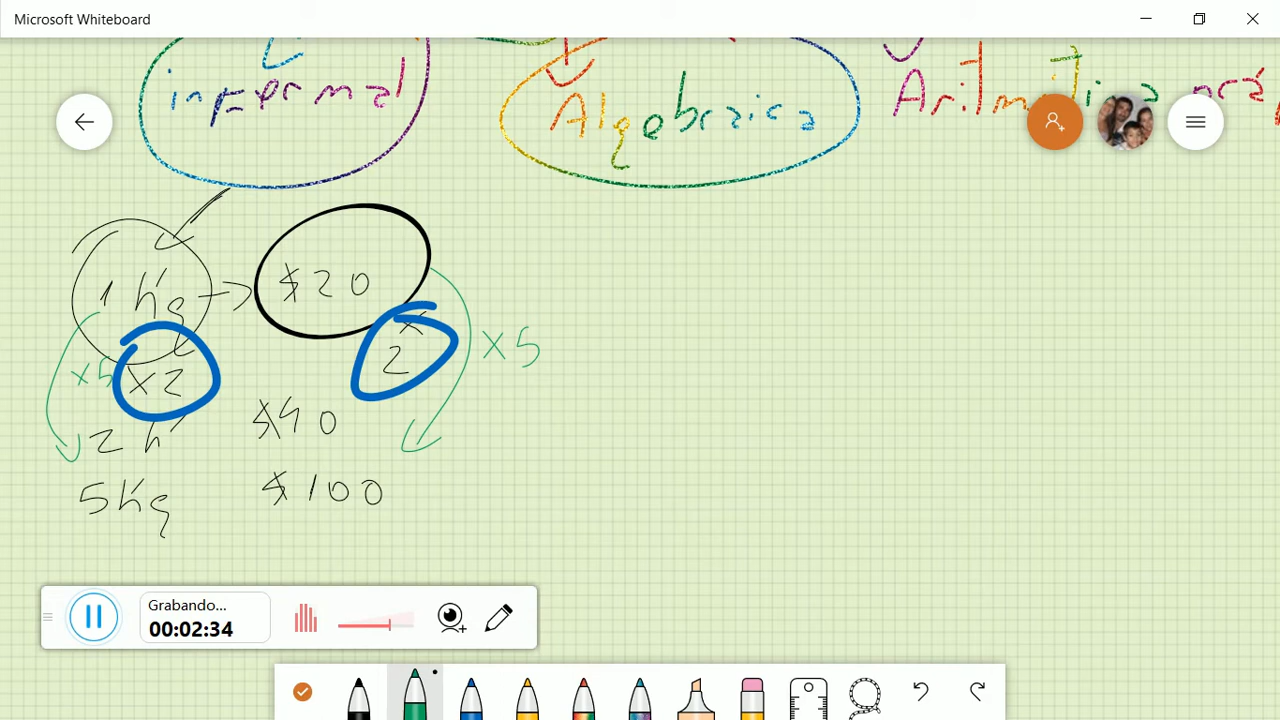 Microsoft Whiteboard
informal
Algebraica
Aritmética
1 kg → $20
x5
x2
x
2
x5
2 k
$40
5kg
$100
Grabando...
00:02:34